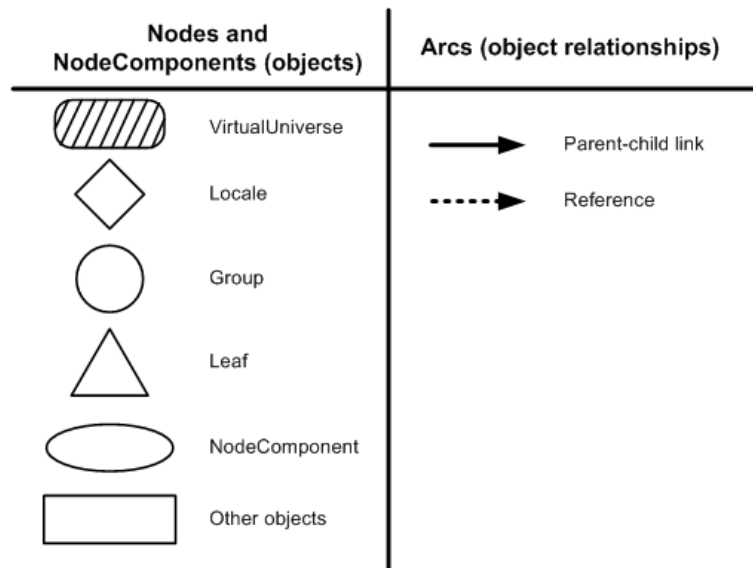 Nodes and
NodeComponents (objects)
Arcs (object relationships)
VirtualUniverse
Locale
Group
Leaf
NodeComponent
Other objects
Parent-child link
Reference